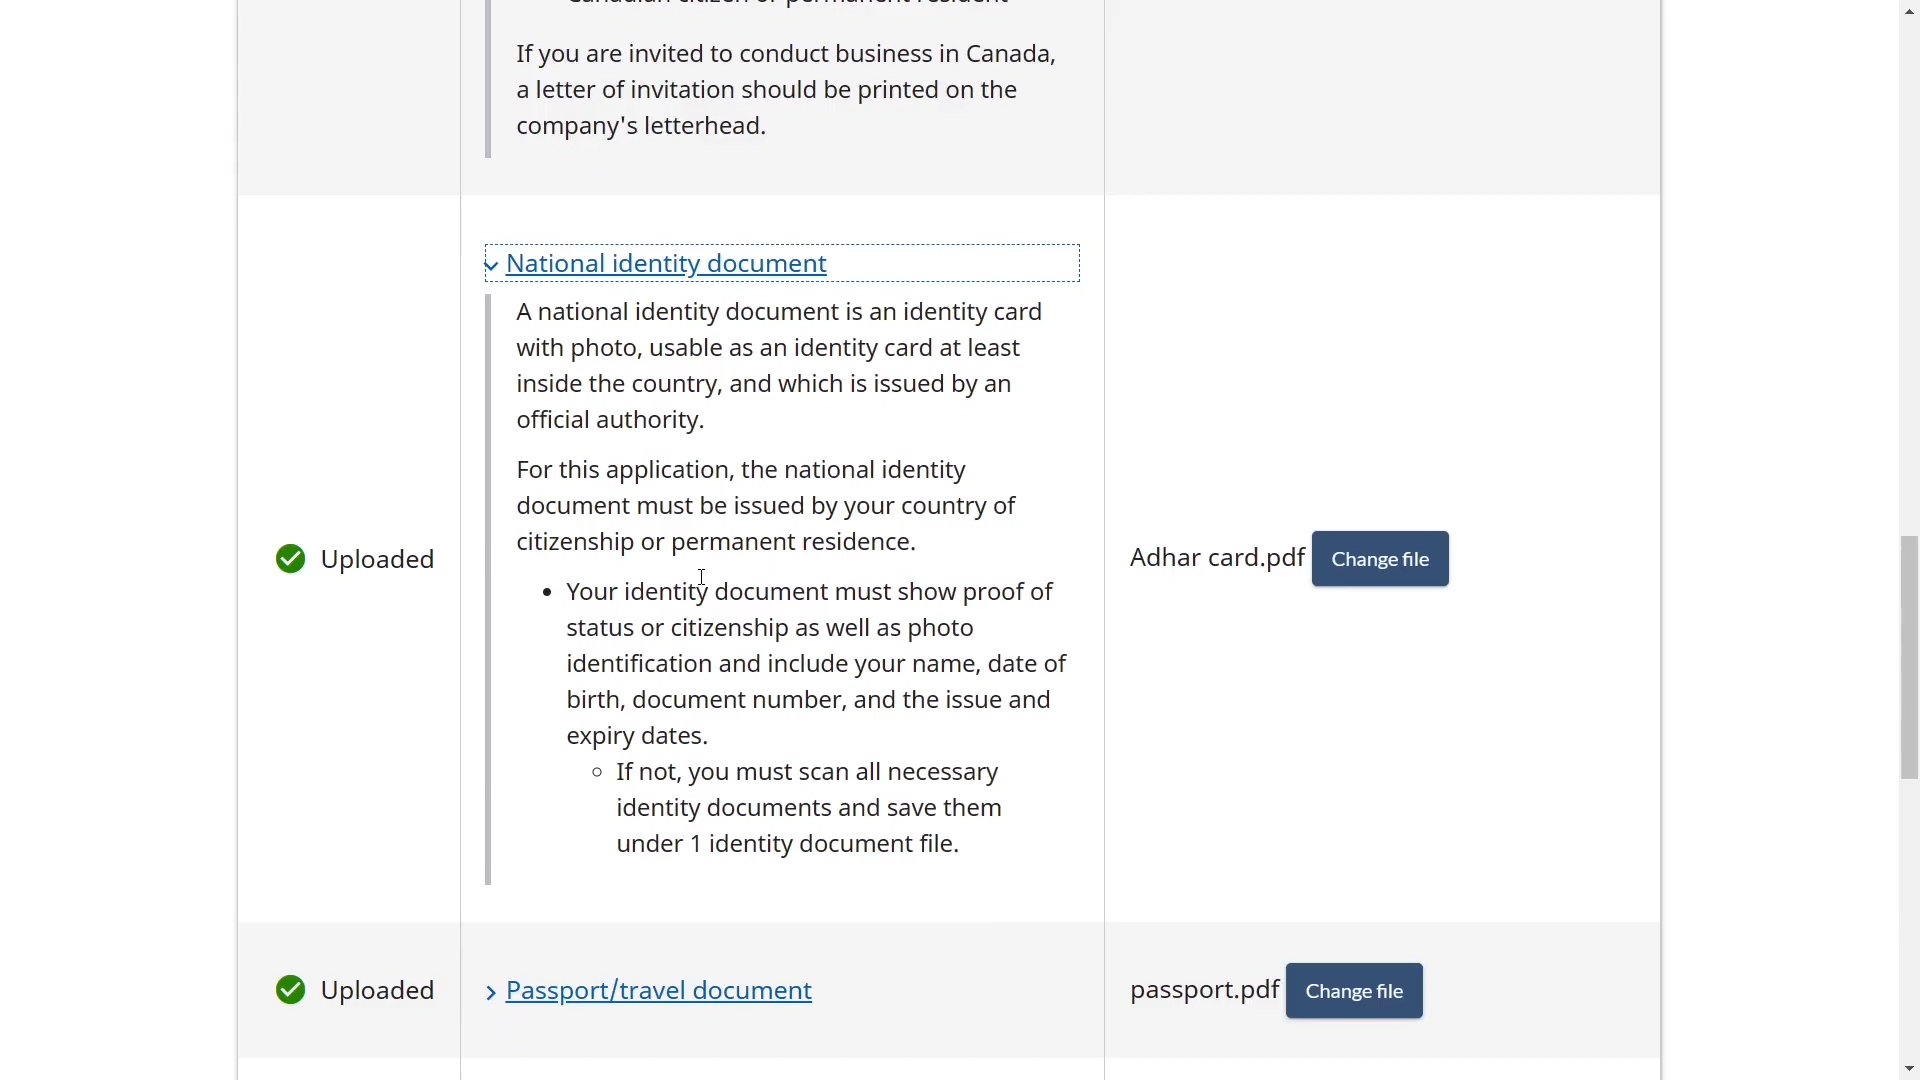 Canadian citizen or permanent resident
If you are invited to conduct business in Canada,
a letter of invitation should be printed on the
company's letterhead.
National identity document
A national identity document is an identity card
with photo, usable as an identity card at least
inside the country, and which is issued by an
official authority.
For this application, the national identity
document must be issued by your country of
citizenship or permanent residence.
Uploaded
Adhar card.pdf Change file
• Your identity document must show proof of
status or citizenship as well as photo
identification and include your name, date of
birth, document number, and the issue and
expiry dates.
◦ If not, you must scan all necessary
identity documents and save them
under 1 identity document file.
Uploaded
Passport/travel document
passport.pdf Change file